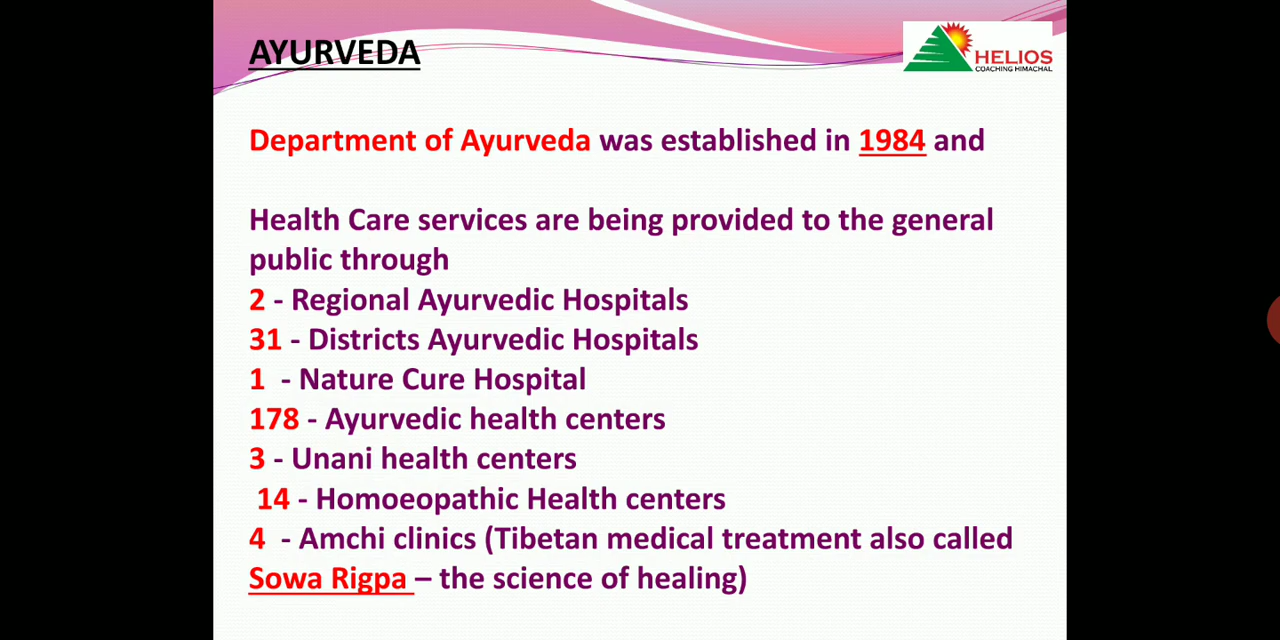 AYURVEDA
HELIOS
COACHING HIMACHAL
Department of Ayurveda was established in 1984 and
Health Care services are being provided to the general
public through
2 - Regional Ayurvedic Hospitals
31 - Districts Ayurvedic Hospitals
1 - Nature Cure Hospital
178 - Ayurvedic health centers
3 - Unani health centers
14 - Homoeopathic Health centers
4 - Amchi clinics (Tibetan medical treatment also called
Sowa Rigpa – the science of healing)